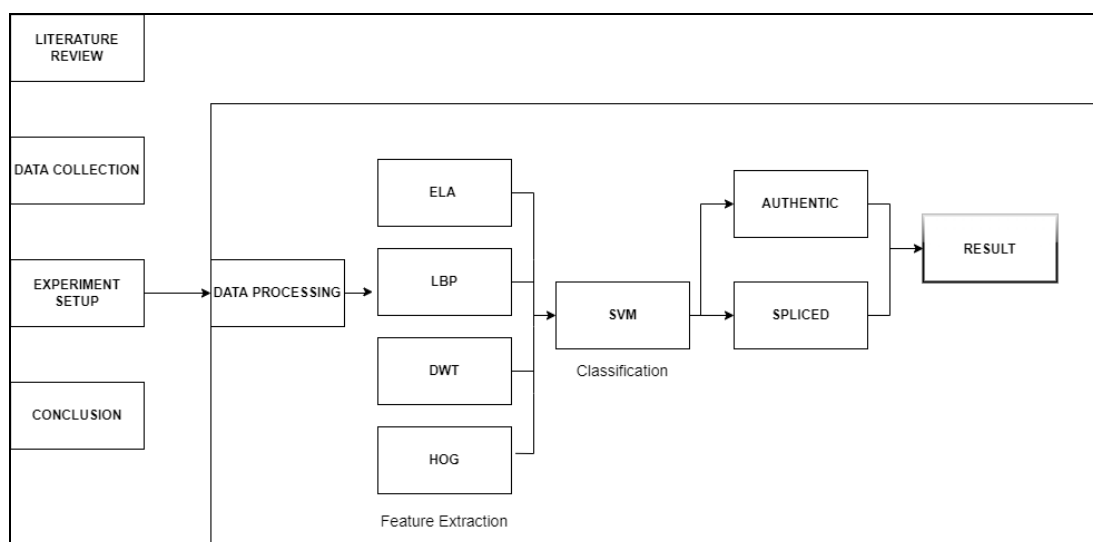 LITERATURE
REVIEW
DATA COLLECTION
EXPERIMENT
SETUP
CONCLUSION
DATA PROCESSING
ELA
LBP
DWT
HOG
Feature Extraction
SVM
Classification
AUTHENTIC
SPLICED
RESULT